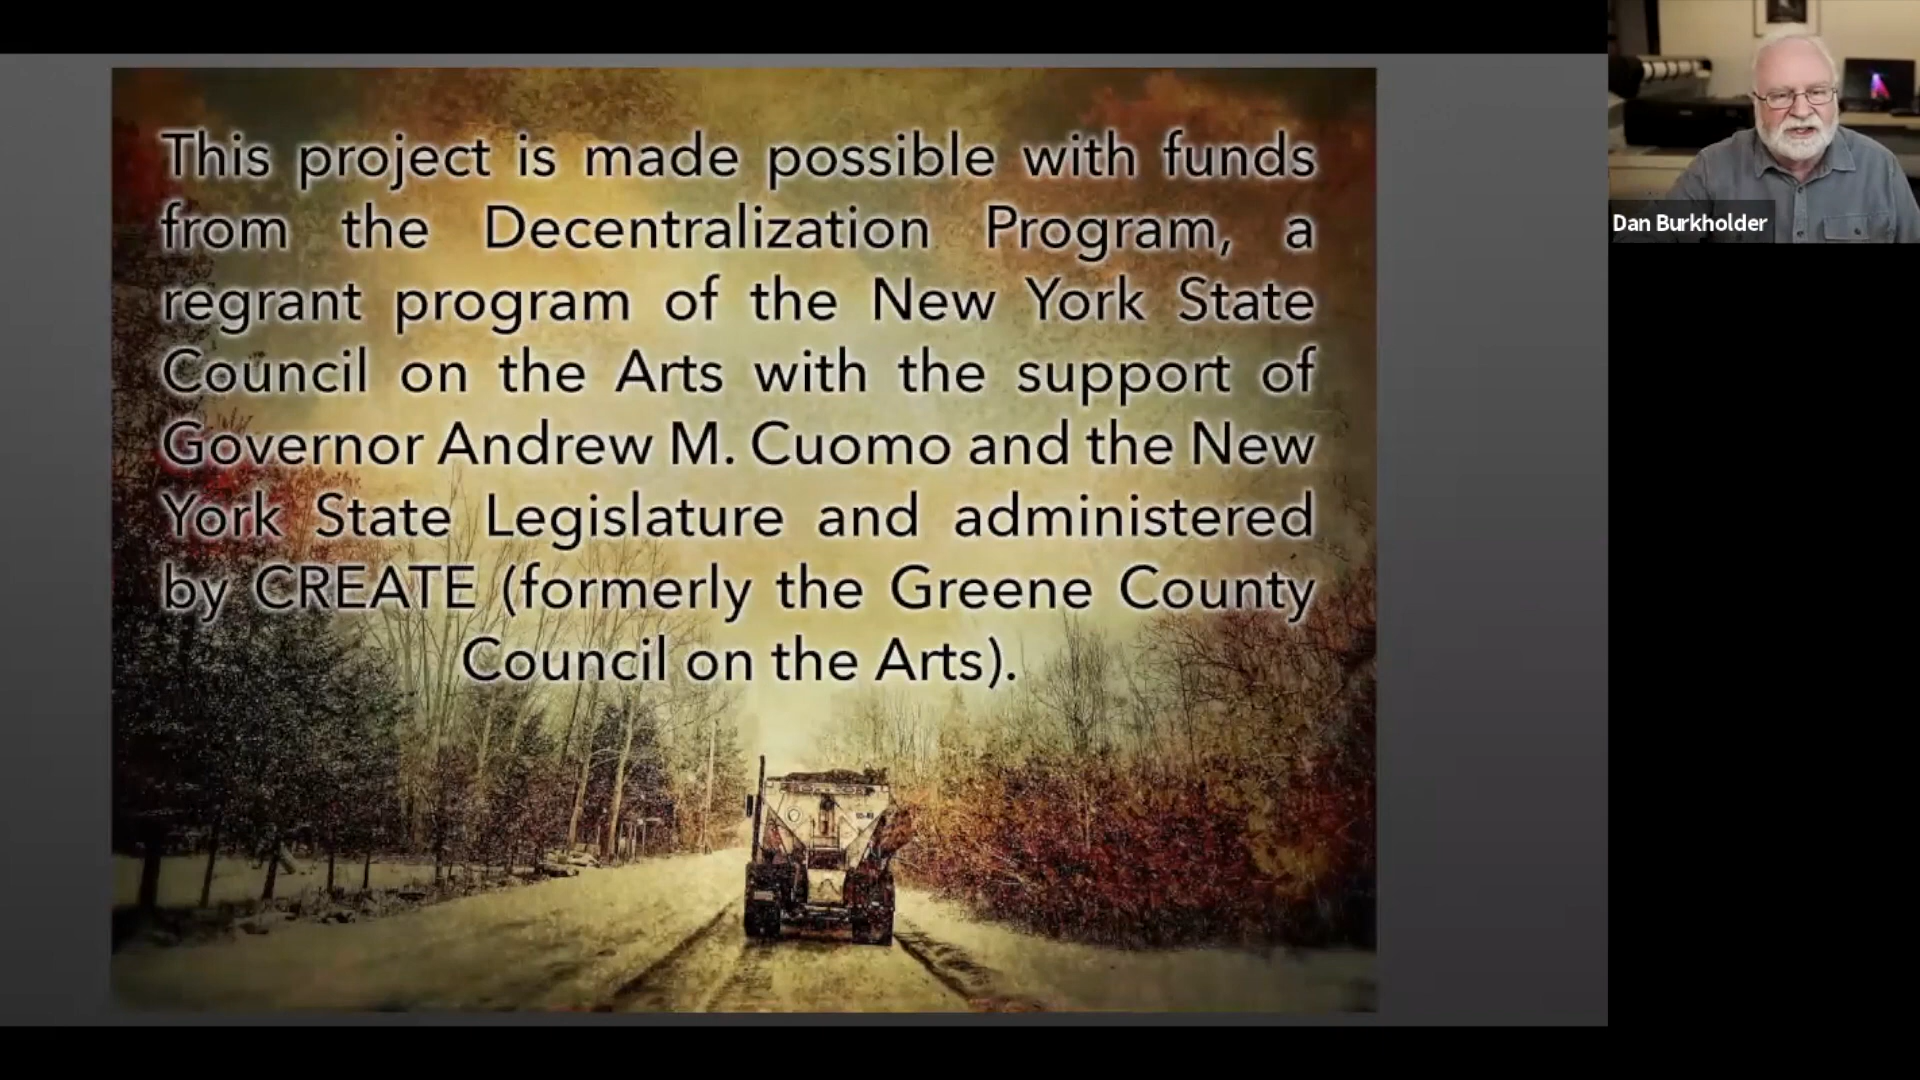 This project is made possible with funds
from the Decentralization Program, a
regrant program of the New York State
Council on the Arts with the support of
Governor Andrew M. Cuomo and the New
York State Legislature and administered
by CREATE (formerly the Greene County
Council on the Arts).
Dan Burkholder